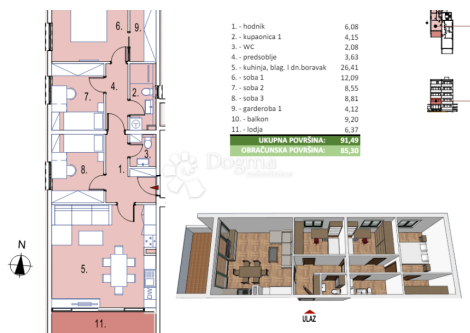 6.
9.
4.
7.
2.
3.
1.
8.
5.
11.
N
DW
1. - hodnik 6,08
2. - kupaonica 1 4,15
3. - WC 2,08
4. - predsoblje 3,63
5. - kuhinja, blag. I dn.boravak 26,41
6. - soba 1 12,09
7. - soba 2 8,55
8. - soba 3 8,81
9. - garderoba 1 4,12
10. - balkon 9,20
11. - lodja 6,37
UKUPNA POVRŠINA: 91,49
OBRAČUNSKA POVRŠINA: 85,30
Dogma
ULAZ